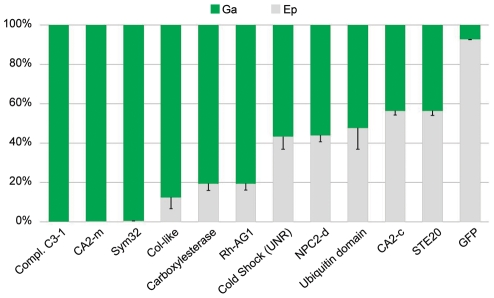 Ga Ep
100%
80%
60%
40%
20%
0%
Compl. C3-1
CA2-m
Sym32
Col-like
Carboxylesterase
Rh-AG1
Cold Shock (UNR)
NPC2-d
Ubiquitin domain
CA2-c
STE20
GFP